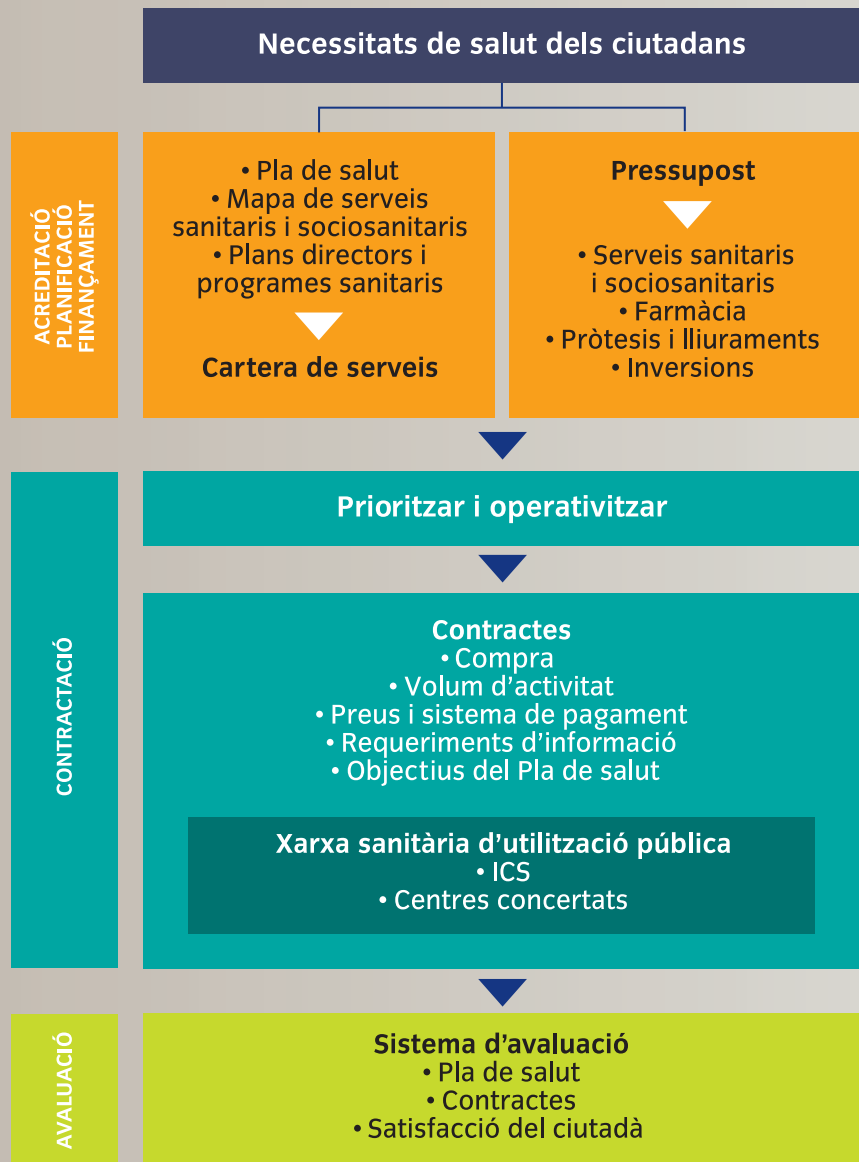 Necessitats de salut dels ciutadans
ACREDITACIÓ
PLANIFICACIÓ
FINANÇAMENT
• Pla de salut
• Mapa de serveis
sanitaris i sociosanitaris
• Plans directors i
programes sanitaris
Cartera de serveis
Pressupost
• Serveis sanitaris
i sociosanitaris
• Farmàcia
• Pròtesis i lliuraments
• Inversions
CONTRACTACIÓ
Prioritzar i operativitzar
Contractes
• Compra
• Volum d'activitat
• Preus i sistema de pagament
• Requeriments d'informació
• Objectius del Pla de salut
Xarxa sanitària d'utilització pública
• ICS
• Centres concertats
AVALUACIÓ
Sistema d'avaluació
• Pla de salut
• Contractes
• Satisfacció del ciutadà